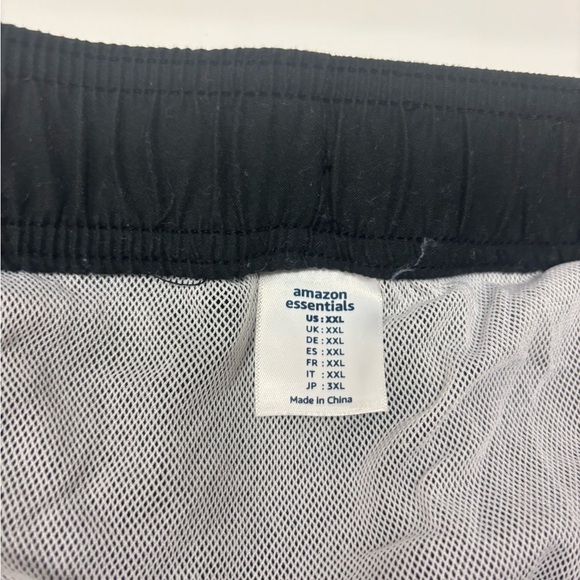 amazon
essentials
US : XXL
UK : XXL
DE : XXL
ES : XXL
FR : XXL
IT : XXL
JP : 3XL
Made in China